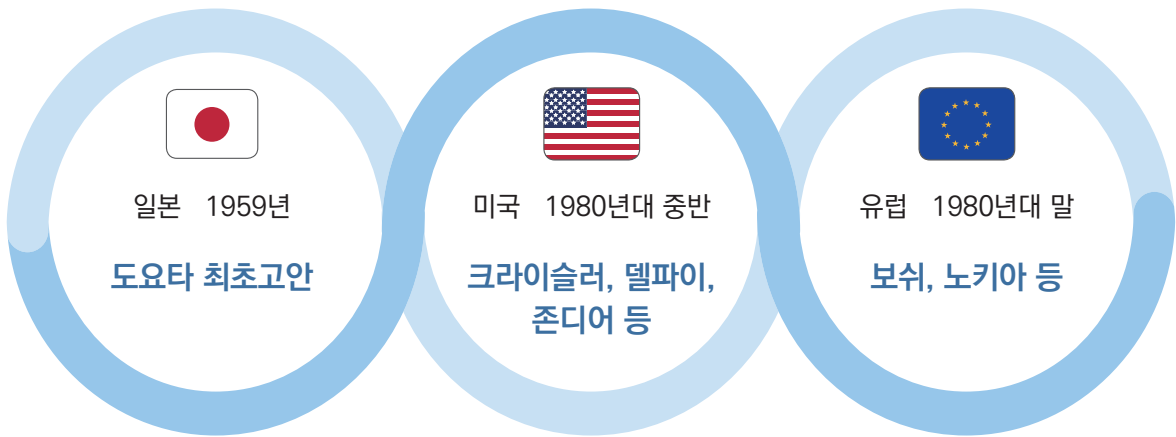 일본 1959년
도요타 최초고안
미국 1980년대 중반
크라이슬러, 델파이,
존디어 등
유럽 1980년대 말
보쉬, 노키아 등